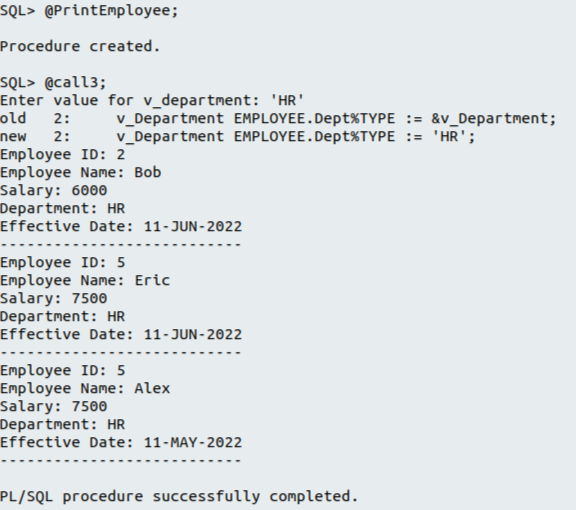 SQL> @PrintEmployee;
Procedure created.
SQL> @call3;
Enter value for v_department: 'HR'
old   2:     v_Department EMPLOYEE.Dept%TYPE := &v_Department;
new   2:     v_Department EMPLOYEE.Dept%TYPE := 'HR';
Employee ID: 2
Employee Name: Bob
Salary: 6000
Department: HR
Effective Date: 11-JUN-2022
---------------------------
Employee ID: 5
Employee Name: Eric
Salary: 7500
Department: HR
Effective Date: 11-JUN-2022
---------------------------
Employee ID: 5
Employee Name: Alex
Salary: 7500
Department: HR
Effective Date: 11-MAY-2022
---------------------------
PL/SQL procedure successfully completed.